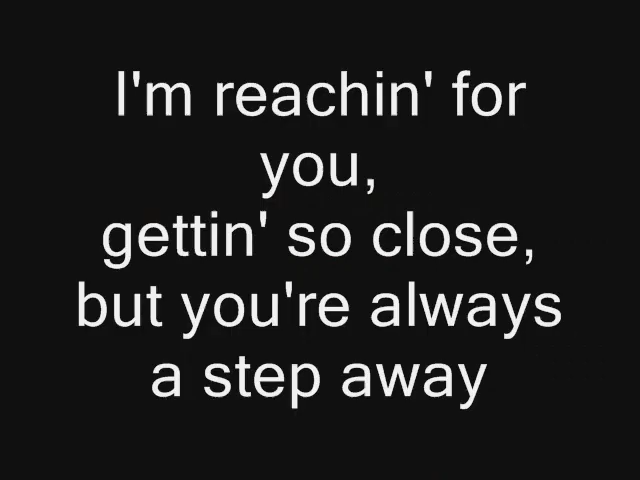 I'm reachin' for
you,
gettin' so close,
but you're always
a step away